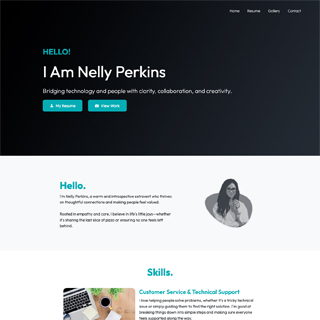 Home Resume Gallery Contact
HELLO!
I Am Nelly Perkins
Bridging technology and people with clarity, collaboration, and creativity.
My Resume View Work
Hello.
I'm Nelly Perkins, a warm and introspective extrovert who thrives
on thoughtful connections and making people feel valued.
Rooted in empathy and care, I believe in life's little joys—whether
it's sharing the last slice of pizza or ensuring no one feels left
behind.
Skills.
Customer Service & Technical Support
I love helping people solve problems, whether it's a tricky technical
issue or simply guiding them to find the right solution. I'm great at
breaking things down into simple steps and making sure everyone
feels supported along the way.